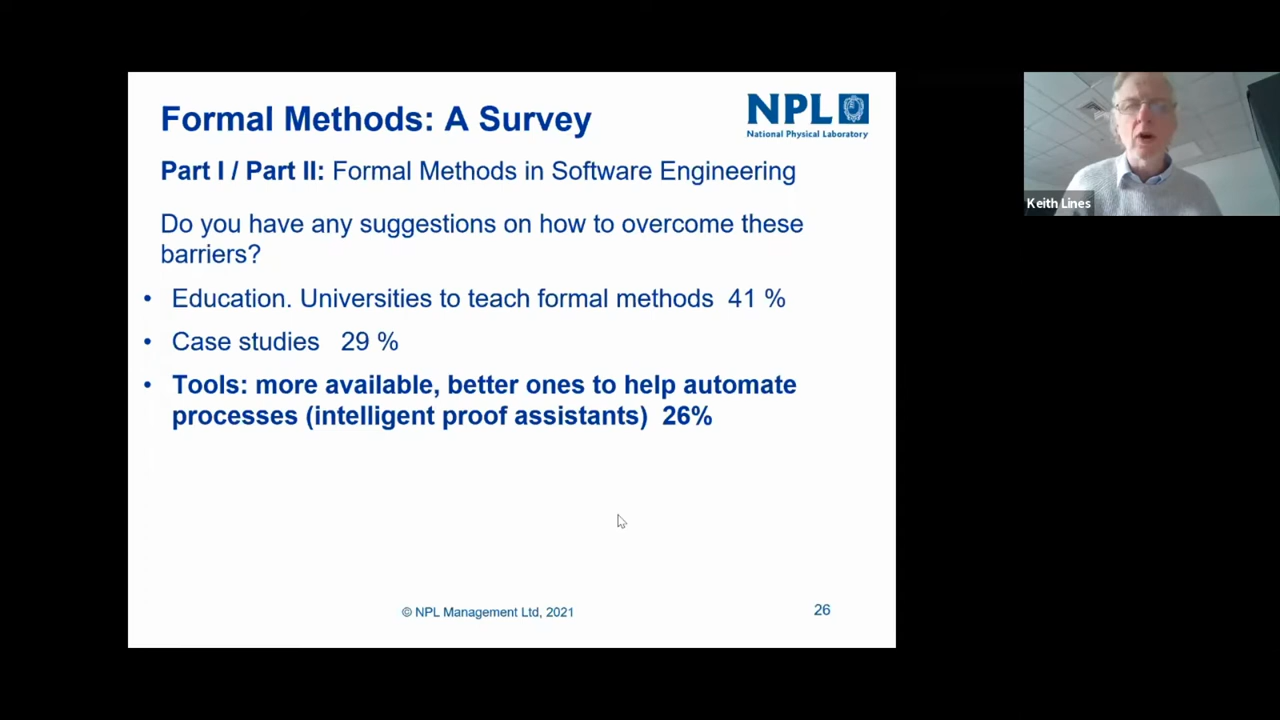 Formal Methods: A Survey
NPL
National Physical Laboratory
Part I / Part II: Formal Methods in Software Engineering
Do you have any suggestions on how to overcome these
barriers?
• Education. Universities to teach formal methods 41 %
• Case studies 29 %
• Tools: more available, better ones to help automate
processes (intelligent proof assistants) 26%
© NPL Management Ltd, 2021
26
Keith Lines